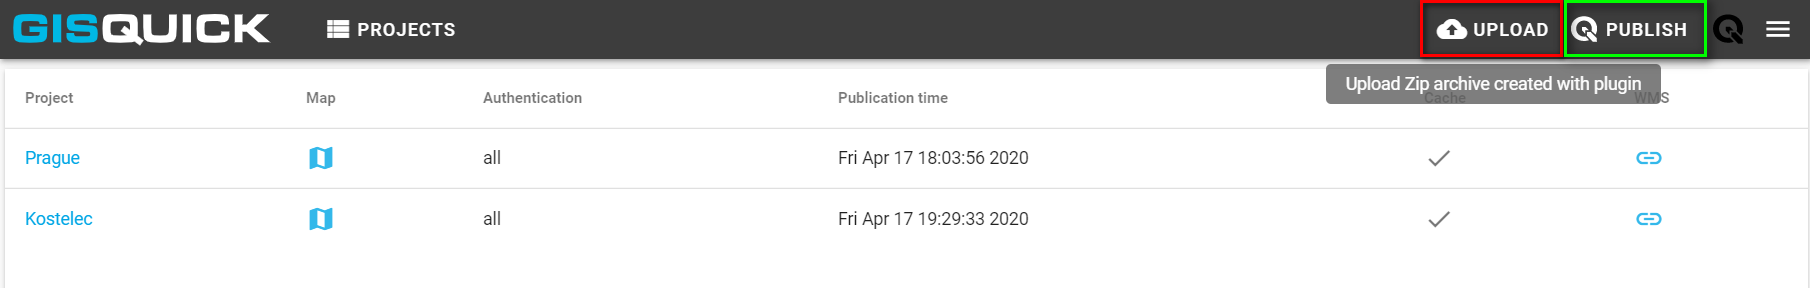 GISQUICK PROJECTS UPLOAD PUBLISH
Upload Zip archive created with plugin
Project Map Authentication Publication time Cache WMS
Prague all Fri Apr 17 18:03:56 2020
Kostelec all Fri Apr 17 19:29:33 2020